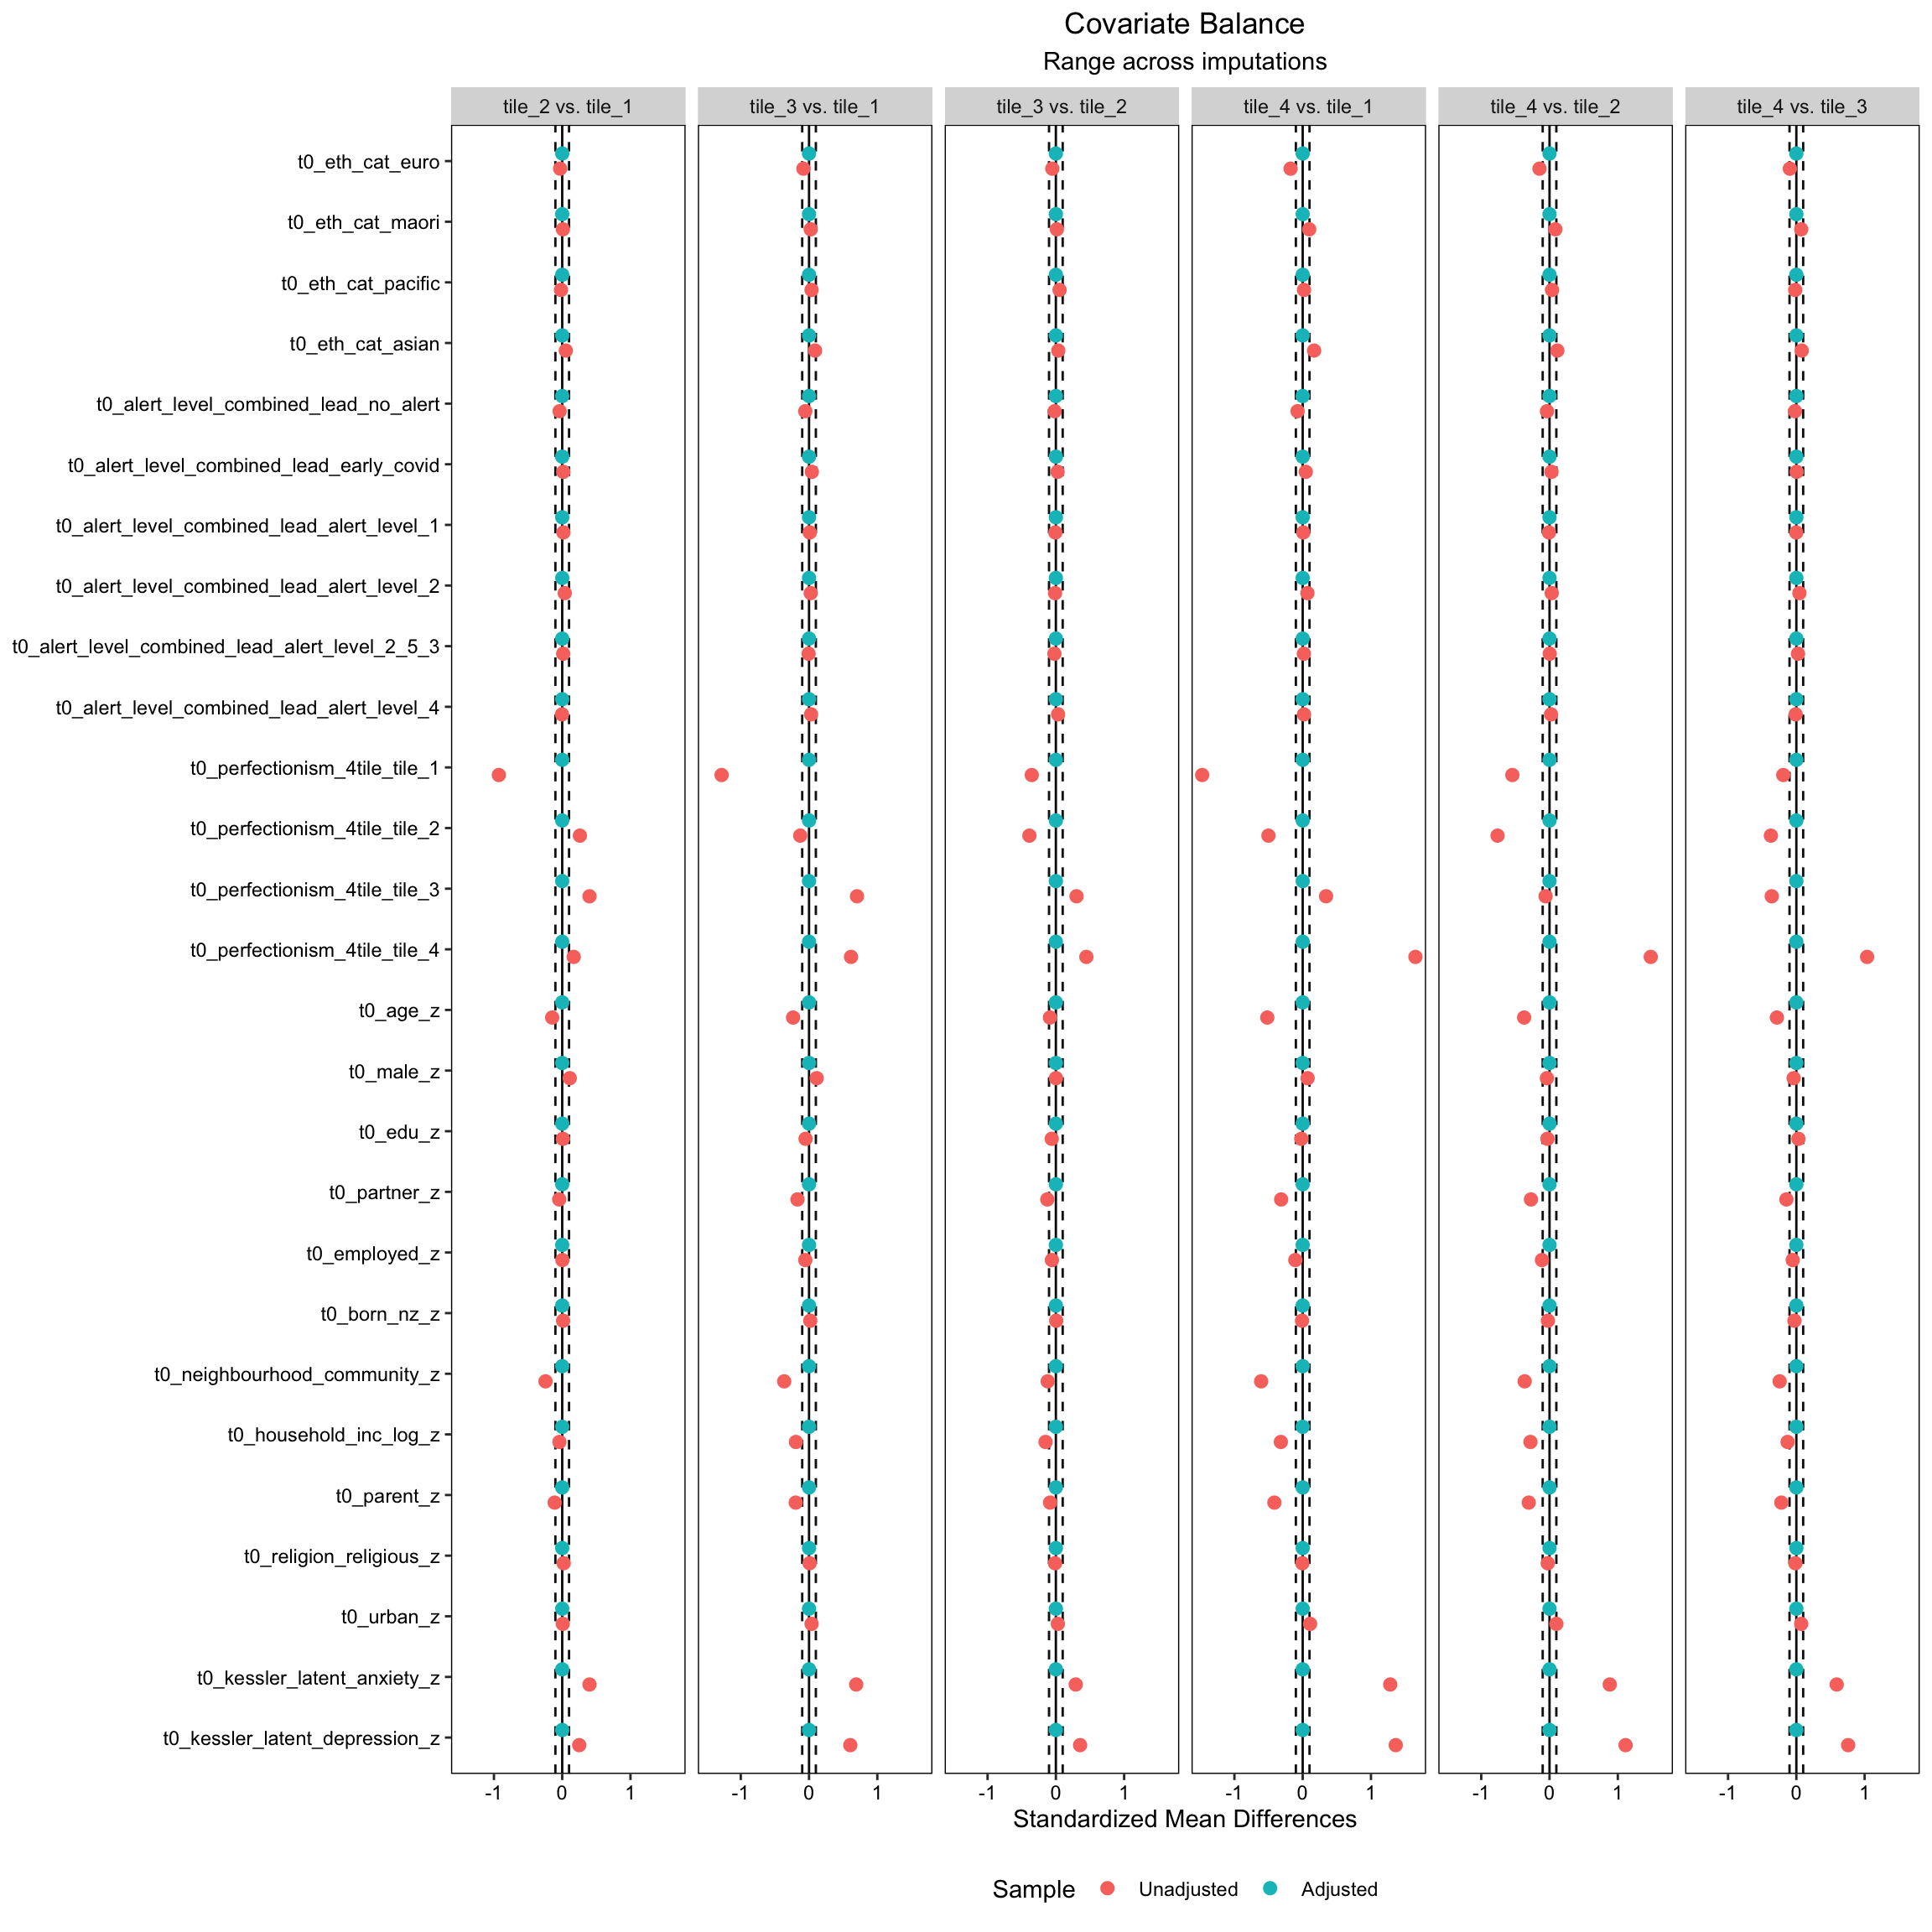 Covariate Balance
Range across imputations
tile_2 vs. tile_1 tile_3 vs. tile_1 tile_3 vs. tile_2 tile_4 vs. tile_1 tile_4 vs. tile_2 tile_4 vs. tile_3
t0_eth_cat_euro
t0_eth_cat_maori
t0_eth_cat_pacific
t0_eth_cat_asian
t0_alert_level_combined_lead_no_alert
t0_alert_level_combined_lead_early_covid
t0_alert_level_combined_lead_alert_level_1
t0_alert_level_combined_lead_alert_level_2
t0_alert_level_combined_lead_alert_level_2_5_3
t0_alert_level_combined_lead_alert_level_4
t0_perfectionism_4tile_tile_1
t0_perfectionism_4tile_tile_2
t0_perfectionism_4tile_tile_3
t0_perfectionism_4tile_tile_4
t0_age_z
t0_male_z
t0_edu_z
t0_partner_z
t0_employed_z
t0_born_nz_z
t0_neighbourhood_community_z
t0_household_inc_log_z
t0_parent_z
t0_religion_religious_z
t0_urban_z
t0_kessler_latent_anxiety_z
t0_kessler_latent_depression_z
-1 0 1 -1 0 1 -1 0 1 -1 0 1 -1 0 1 -1 0 1
Standardized Mean Differences
Sample Unadjusted Adjusted